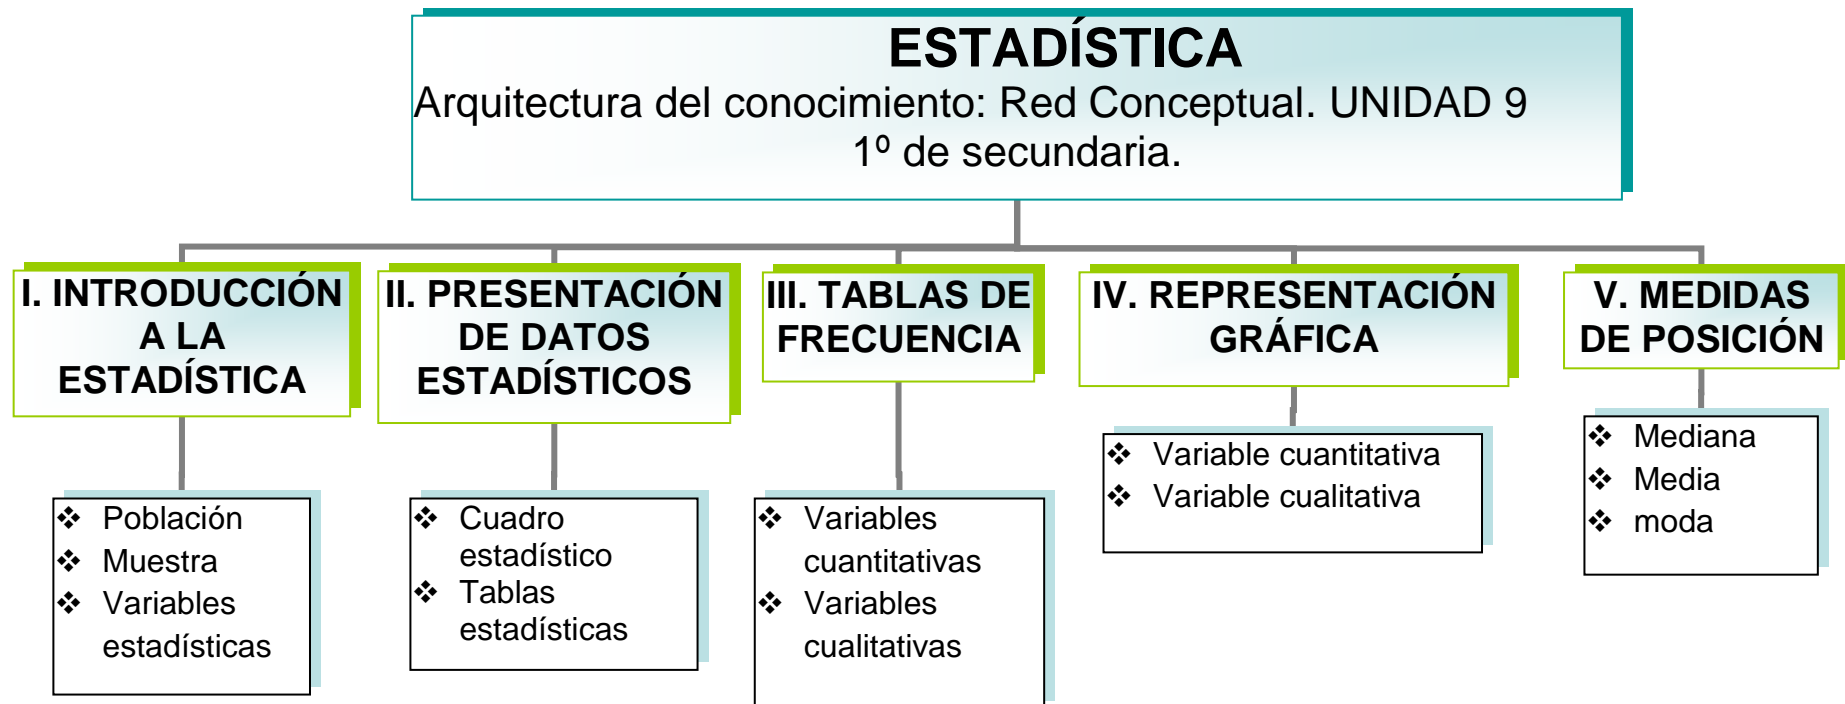 ESTADÍSTICA
Arquitectura del conocimiento: Red Conceptual. UNIDAD 9
1º de secundaria.
I. INTRODUCCIÓN
A LA
ESTADÍSTICA
❖ Población
❖ Muestra
❖ Variables
estadísticas
II. PRESENTACIÓN
DE DATOS
ESTADÍSTICOS
❖ Cuadro
estadístico
❖ Tablas
estadísticas
III. TABLAS DE
FRECUENCIA
❖ Variables
cuantitativas
❖ Variables
cualitativas
IV. REPRESENTACIÓN
GRÁFICA
❖ Variable cuantitativa
❖ Variable cualitativa
V. MEDIDAS
DE POSICIÓN
❖ Mediana
❖ Media
❖ moda